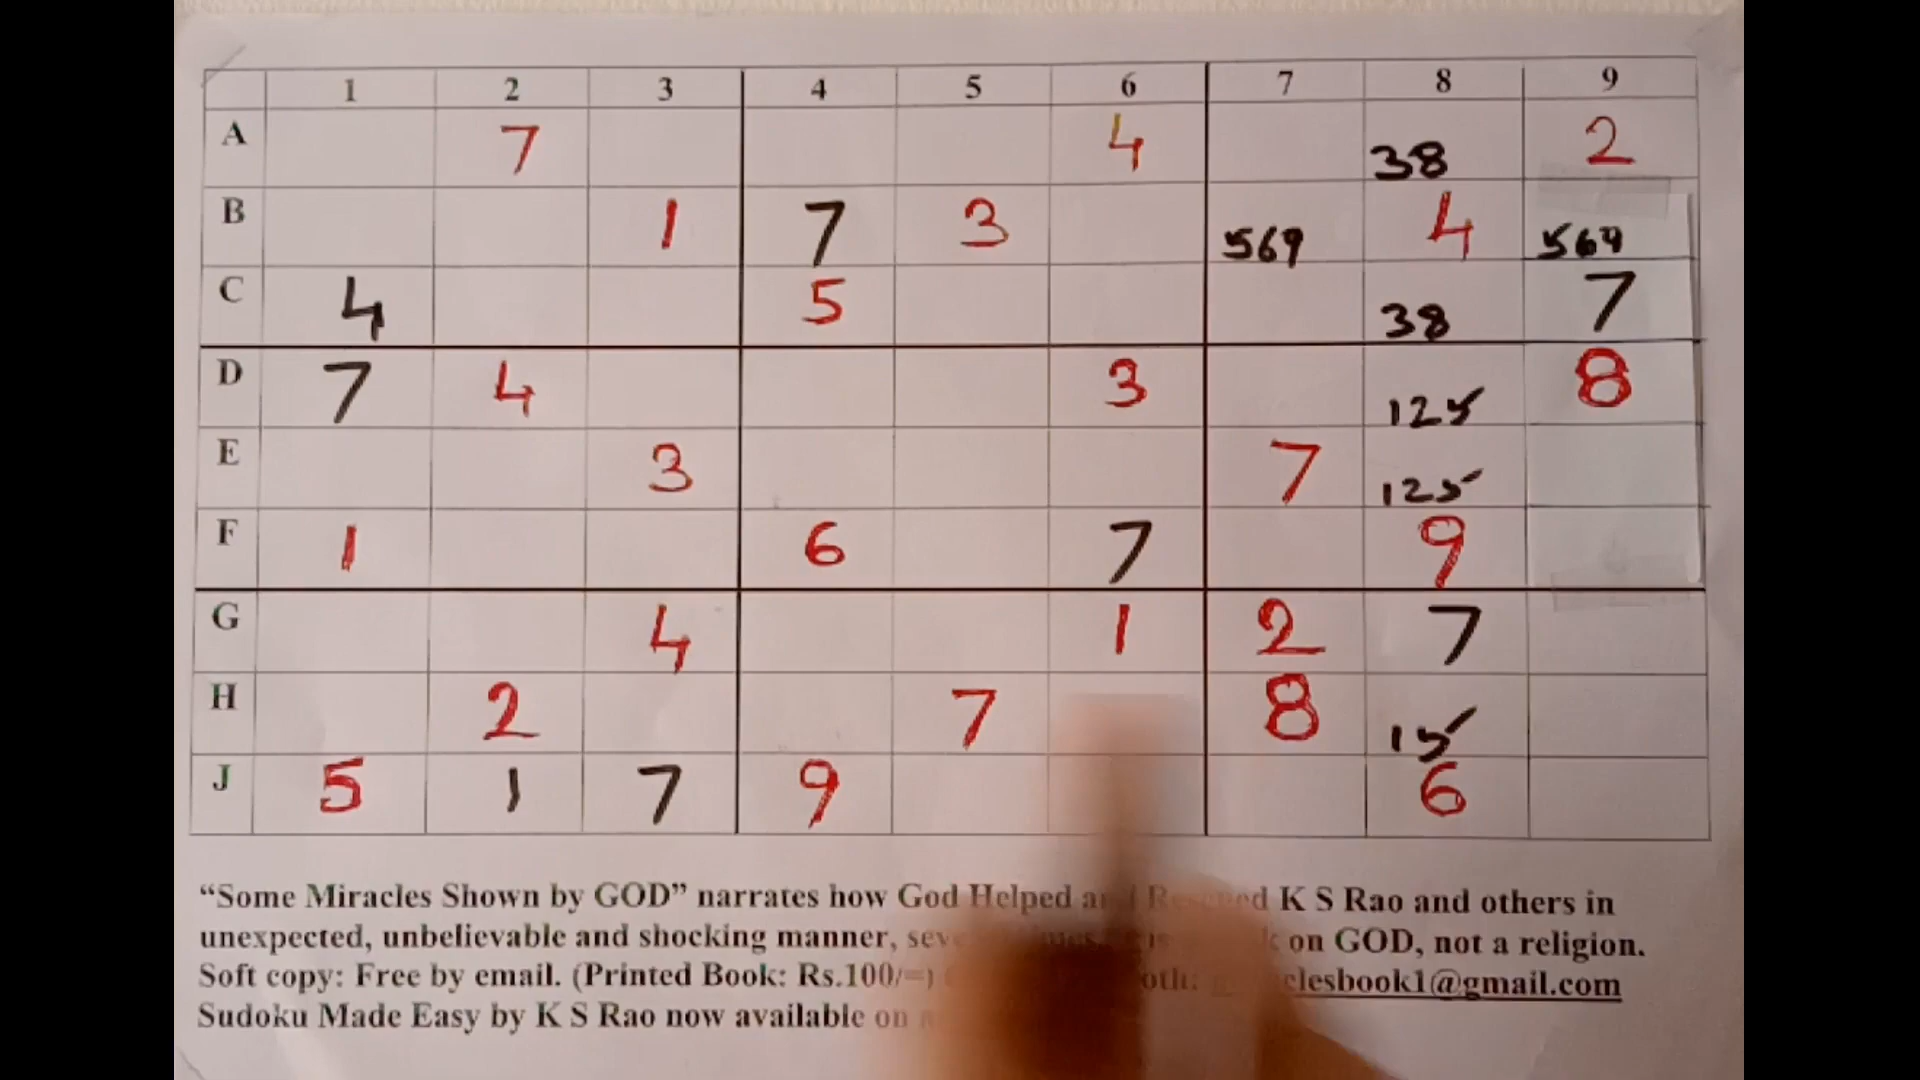 1 2 3 4 5 6 7 8 9
A 7 4 38 2
B 1 7 3 569 4 569
C 4 5 38 7
D 7 4 3 125 8
E 3 7 125
F 1 6 7 9
G 4 1 2 7
H 2 7 8 15
J 5 1 7 9 6
“Some Miracles Shown by GOD” narrates how God Helped K S Rao and others in
unexpected, unbelievable and shocking manner, on GOD, not a religion.
Soft copy: Free by email. (Printed Book: Rs.100/=)
Sudoku Made Easy by K S Rao now available on